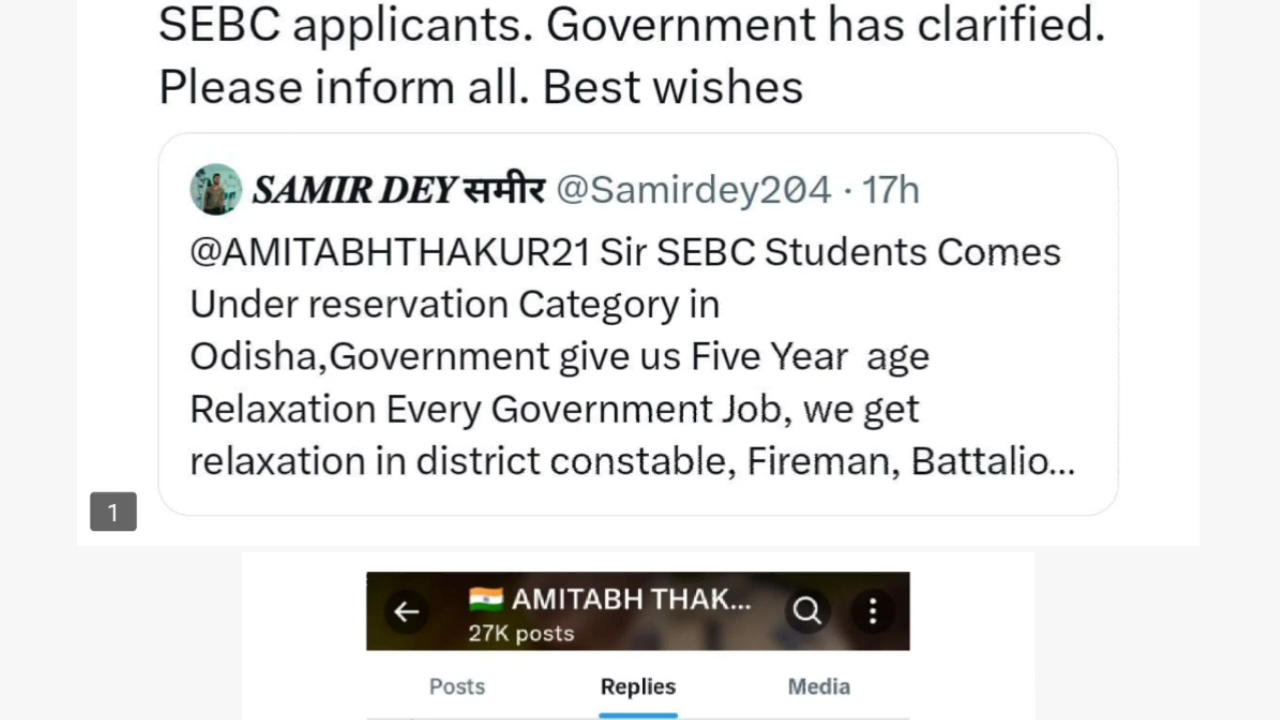 SEBC applicants. Government has clarified.
Please inform all. Best wishes
SAMIR DEY समीर @Samirdey204 · 17h
@AMITABHTHAKUR21 Sir SEBC Students Comes
Under reservation Category in
Odisha,Government give us Five Year  age
Relaxation Every Government Job, we get
relaxation in district constable, Fireman, Battalio...
1
🇮🇳 AMITABH THAK...
27K posts
Posts Replies Media